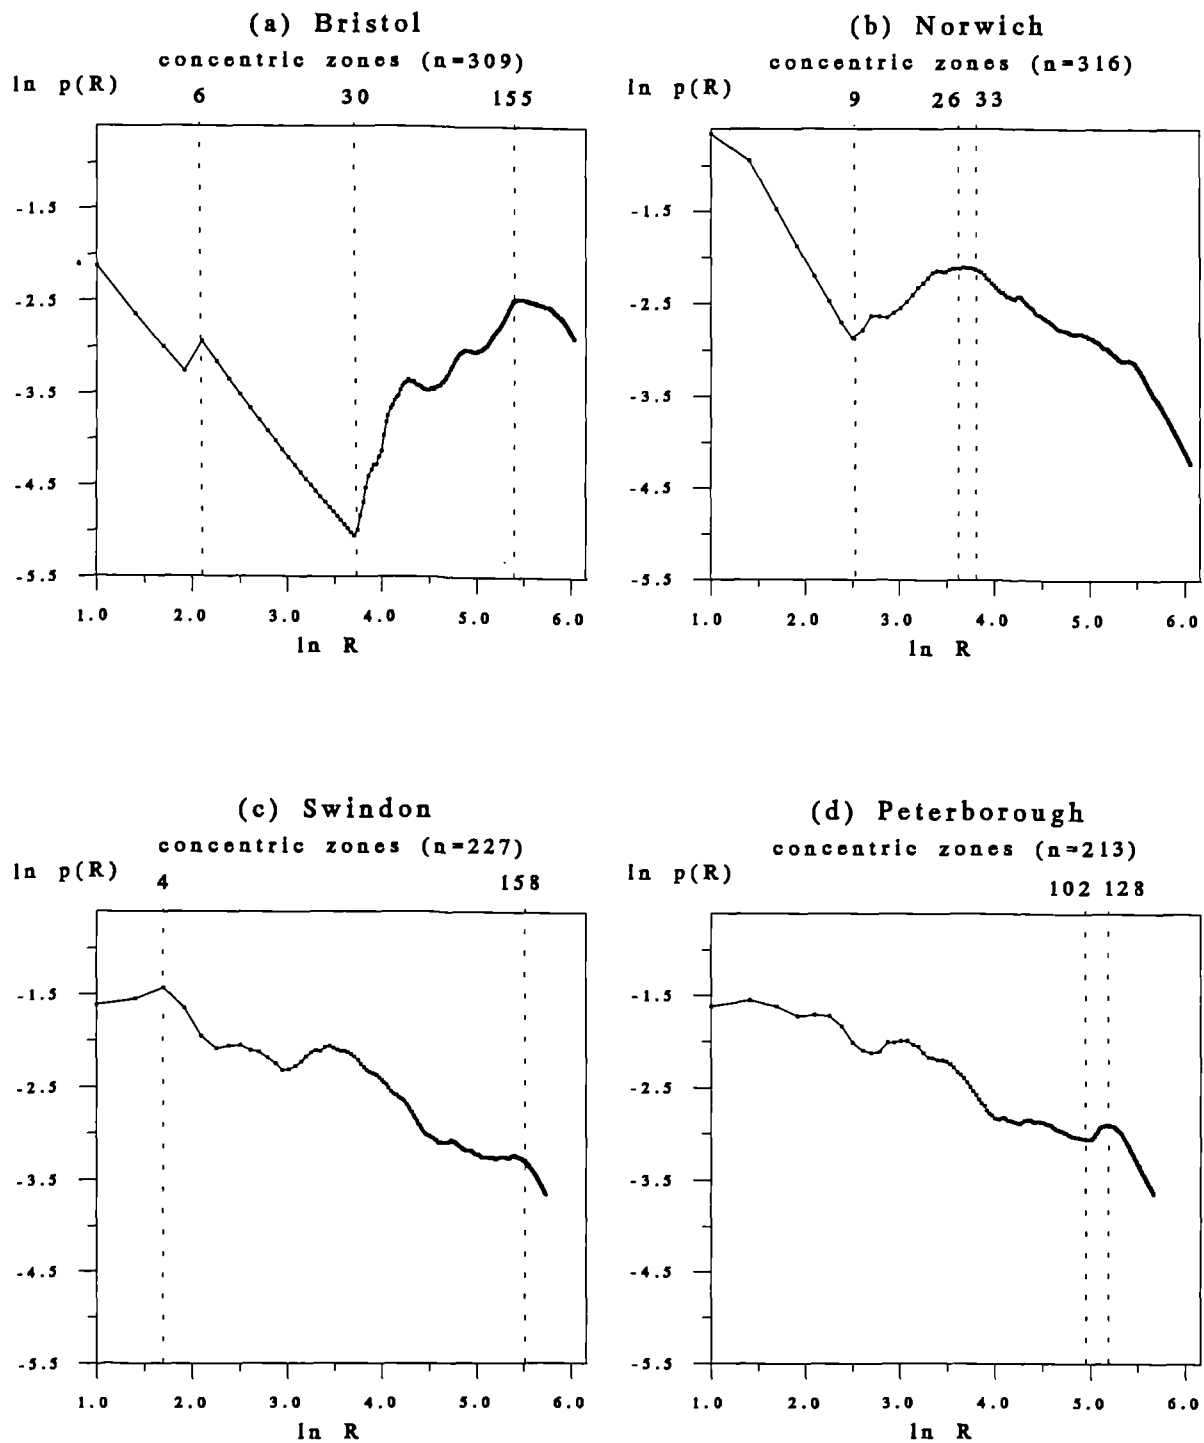 (a) Bristol
concentric zones (n=309)
ln p(R)
6 30 155
-1.5
-2.5
-3.5
-4.5
-5.5
1.0 2.0 3.0 4.0 5.0 6.0
ln R
(b) Norwich
concentric zones (n=316)
ln p(R)
9 26 33
-1.5
-2.5
-3.5
-4.5
-5.5
1.0 2.0 3.0 4.0 5.0 6.0
ln R
(c) Swindon
concentric zones (n=227)
ln p(R)
4 158
-1.5
-2.5
-3.5
-4.5
-5.5
1.0 2.0 3.0 4.0 5.0 6.0
ln R
(d) Peterborough
concentric zones (n=213)
ln p(R)
102 128
-1.5
-2.5
-3.5
-4.5
-5.5
1.0 2.0 3.0 4.0 5.0 6.0
ln R